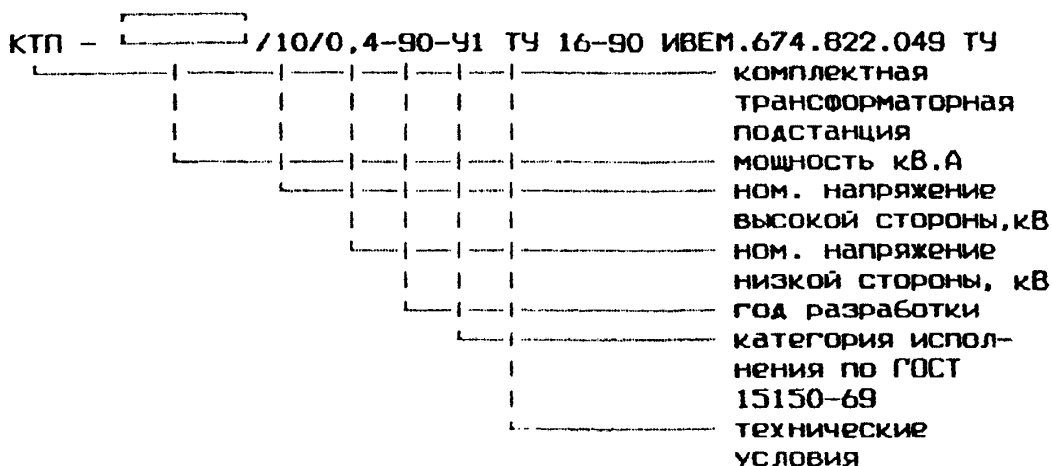 КТП - /10/0,4-90-У1 ТУ 16-90 ИВЕМ.674.822.049 ТУ
комплектная
трансформаторная
подстанция
мощность кВ.А
ном. напряжение
высокой стороны,кВ
ном. напряжение
низкой стороны, кВ
год разработки
категория испол-
нения по ГОСТ
15150-69
технические
условия